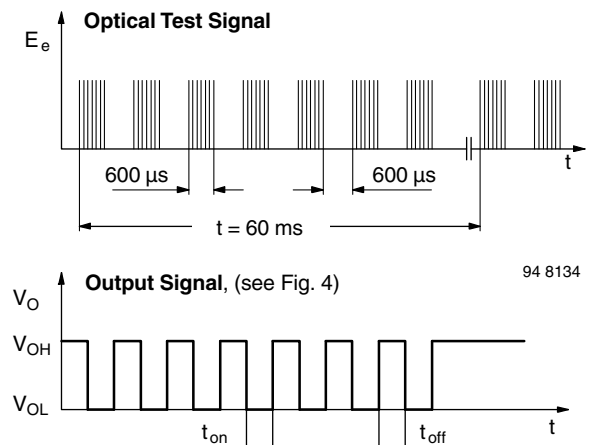 Optical Test Signal
E e
t
600 µs
600 µs
t = 60 ms
94 8134
Output Signal, (see Fig. 4)
V O
V OH
V OL
t on
t off
t